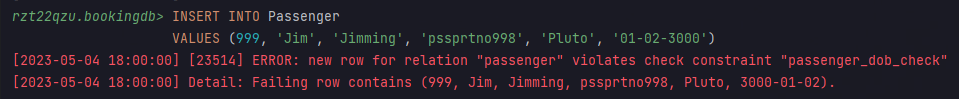 rzt22qzu.bookingdb> INSERT INTO Passenger
VALUES (999, 'Jim', 'Jimming', 'pssprtno998', 'Pluto', '01-02-3000')
[2023-05-04 18:00:00] [23514] ERROR: new row for relation "passenger" violates check constraint "passenger_dob_check"
[2023-05-04 18:00:00] Detail: Failing row contains (999, Jim, Jimming, pssprtno998, Pluto, 3000-01-02).